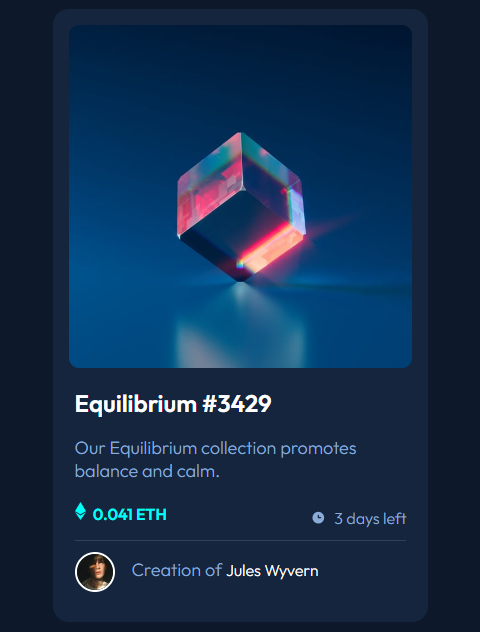 Equilibrium #3429
Our Equilibrium collection promotes
balance and calm.
0.041 ETH
3 days left
Creation of Jules Wyvern